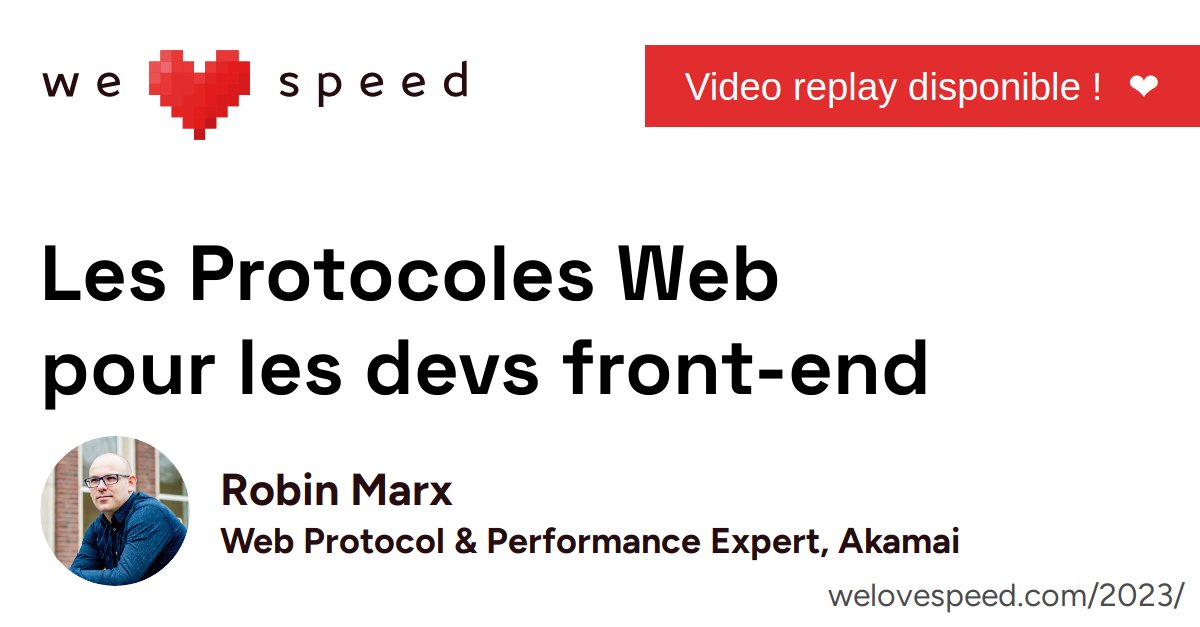 we ❤ speed
Video replay disponible ! ❤
Les Protocoles Web
pour les devs front-end
Robin Marx
Web Protocol & Performance Expert, Akamai
welovespeed.com/2023/